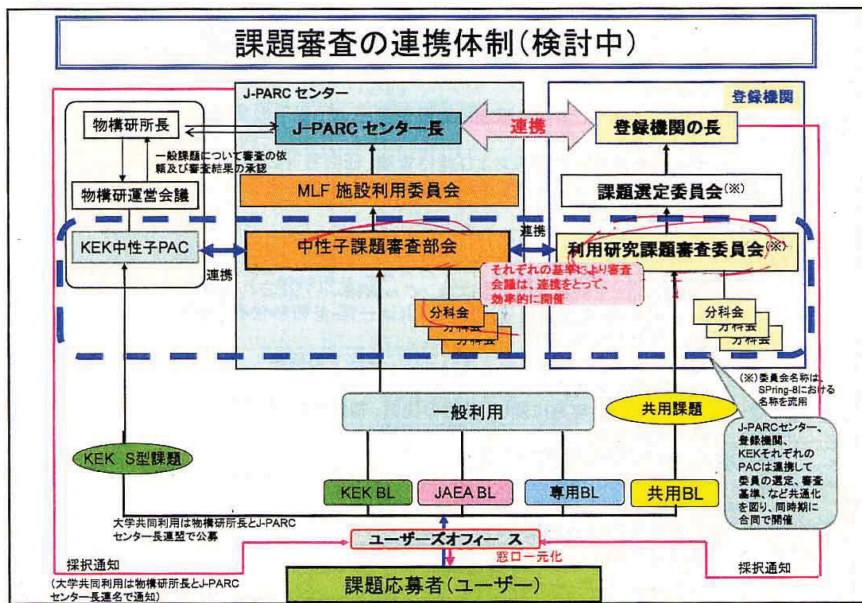 課題審査の連携体制(検討中)
J-PARC センター
登録機関
物構研所長
J-PARC センター長
連携
登録機関の長
一般課題について審査の依
頼及び審査結果の承認
MLF 施設利用委員会
課題選定委員会(※)
物構研運営会議
KEK中性子PAC
連携
中性子課題審査部会
連携
利用研究課題審査委員会(※)
それぞれの基準により審査
会議は、連携をとって、
効率的に開催
分科会
分科会
分科会
分科会
分科会
分科会
(※)委員会名称は、
SPring-8における
名称を流用
一般利用
共用課題
J-PARCセンター、
登録機関、
KEKそれぞれの
PACは連携して
委員の選定、審査
基準、など共通化
を図り、同時期に
合同で開催
KEK S型課題
KEK BL
JAEA BL
専用BL
共用BL
大学共同利用は物構研所長とJ-PARC
センター長連盟で公募
ユーザーズオフィース
窓口一元化
採択通知
採択通知
(大学共同利用は物構研所長とJ-PARC
センター長連名で通知)
課題応募者(ユーザー)